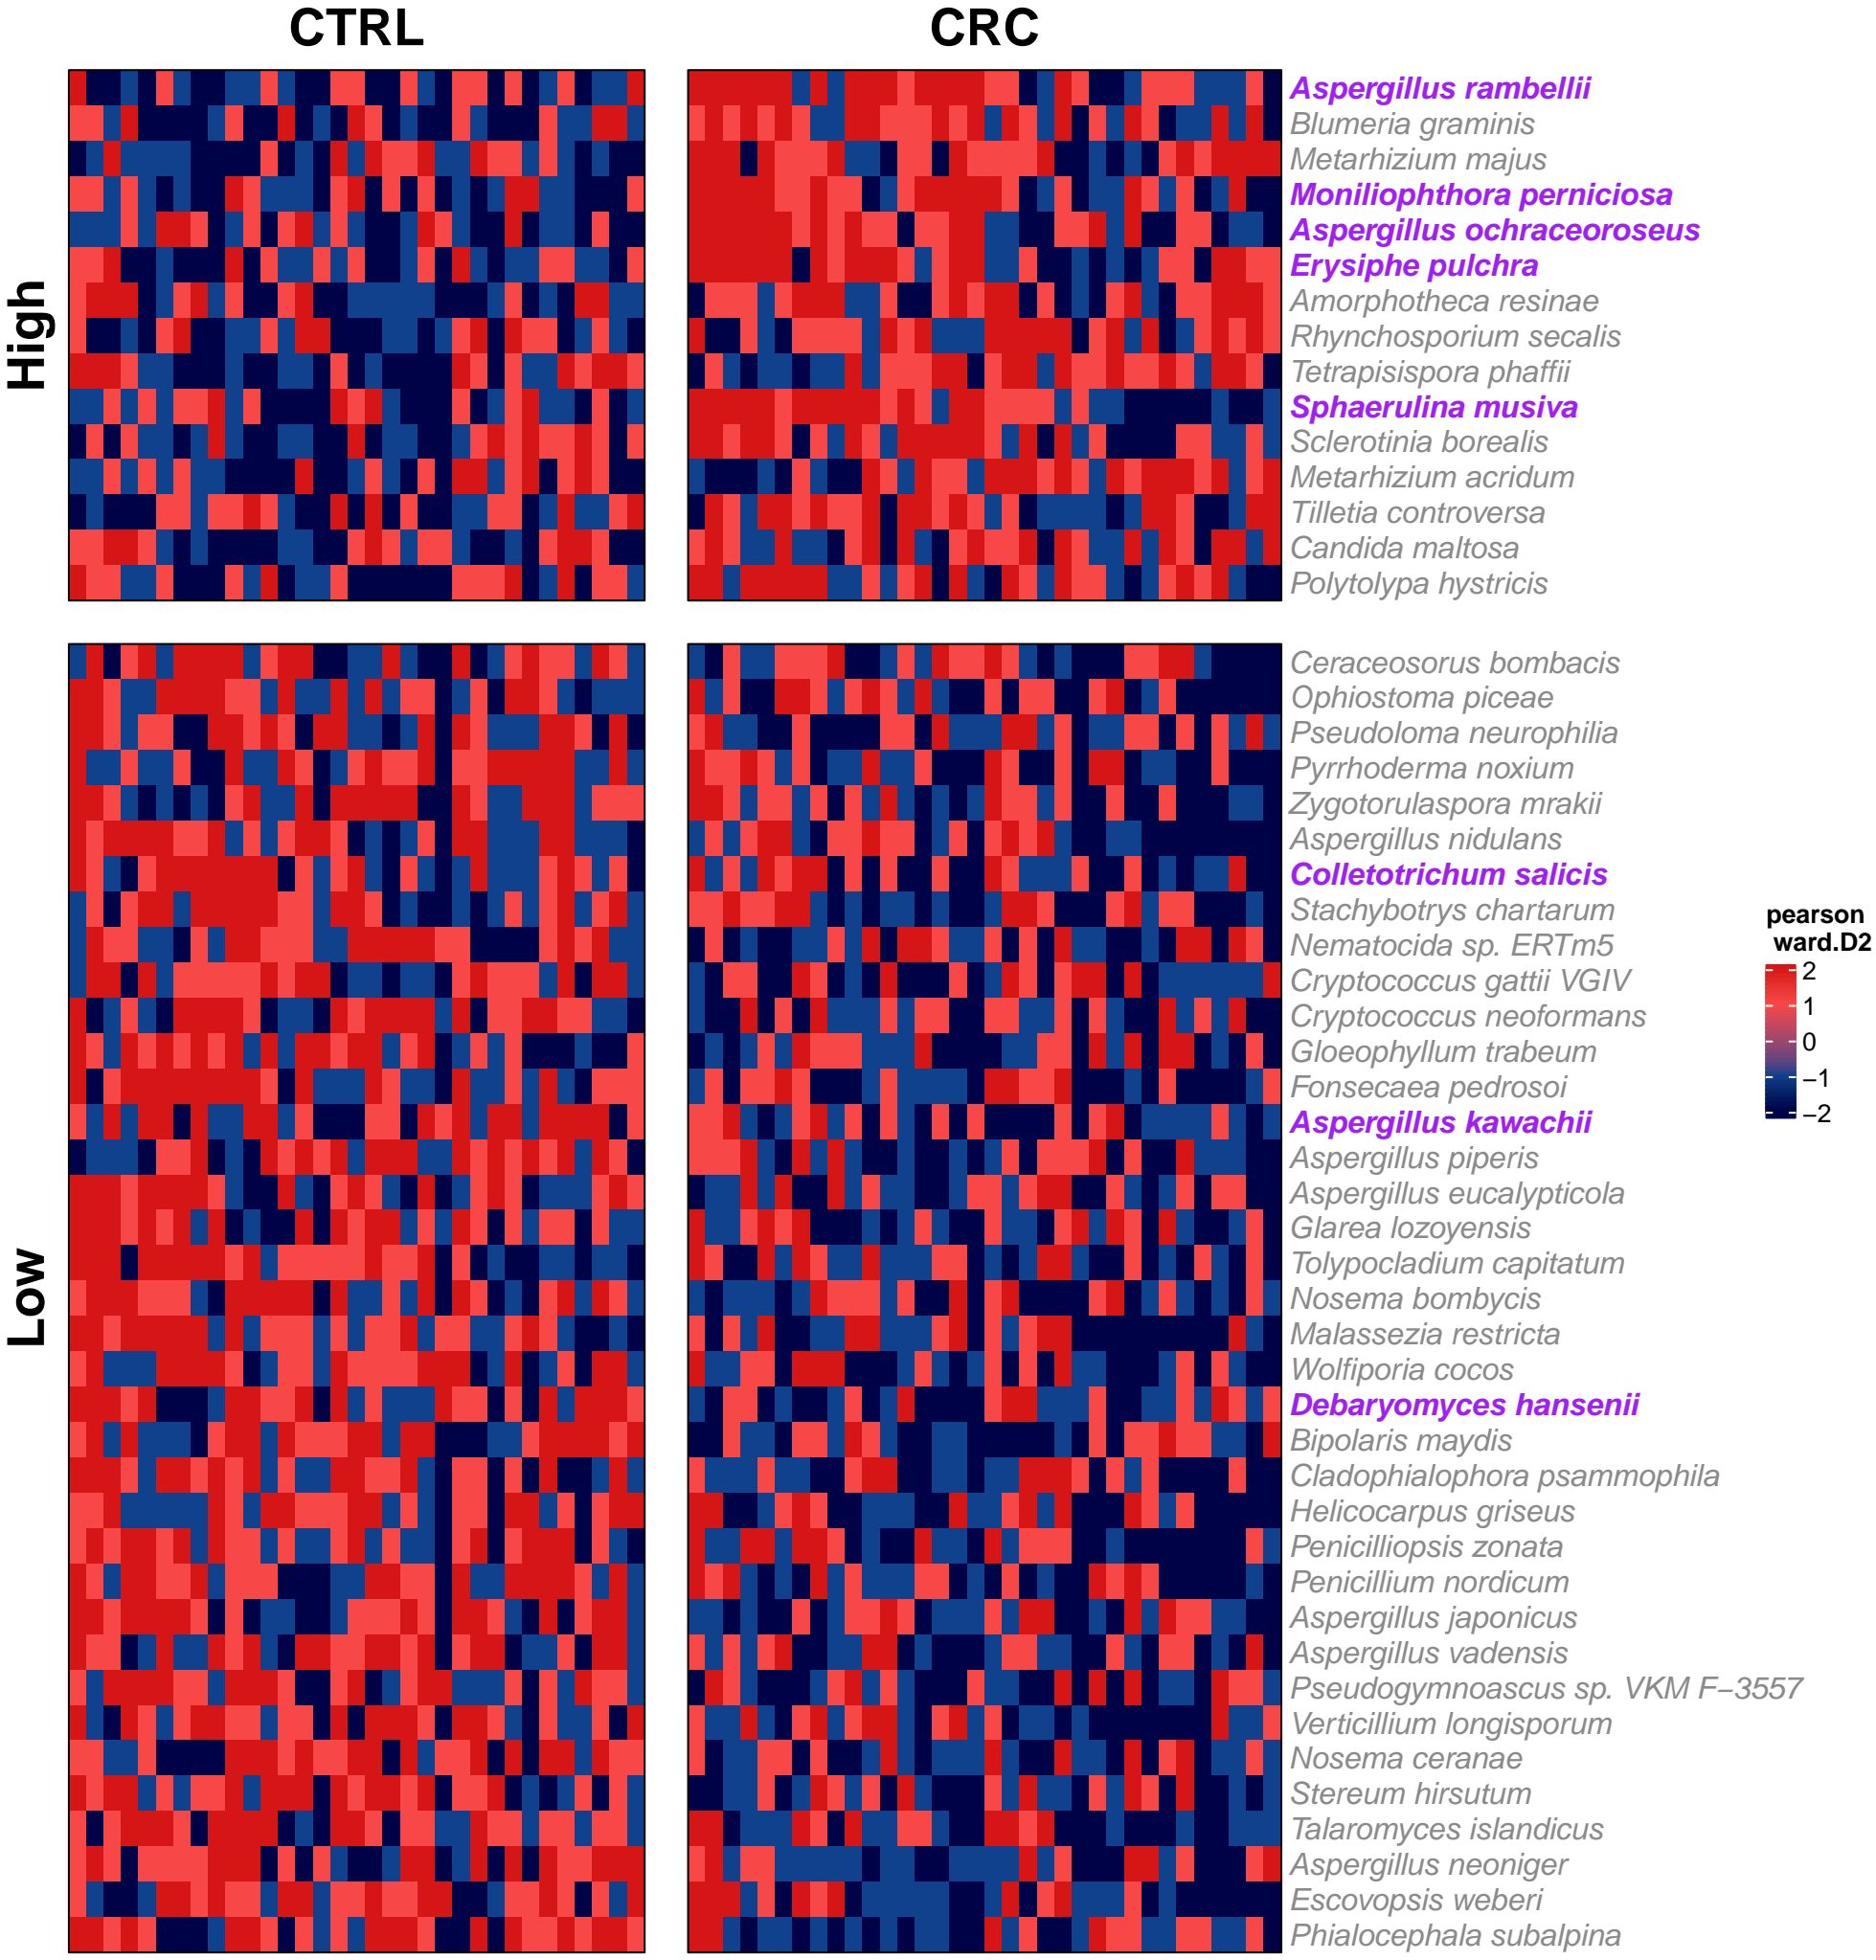 CTRL
CRC
High
Aspergillus rambellii
Blumeria graminis
Metarhizium majus
Moniliophthora perniciosa
Aspergillus ochraceoroseus
Erysiphe pulchra
Amorphotheca resinae
Rhynchosporium secalis
Tetrapisispora phaffii
Sphaerulina musiva
Sclerotinia borealis
Metarhizium acridum
Tilletia controversa
Candida maltosa
Polytolypa hystricis
Low
Ceraceosorus bombacis
Ophiostoma piceae
Pseudoloma neurophilia
Pyrrhoderma noxium
Zygotorulaspora mrakii
Aspergillus nidulans
Colletotrichum salicis
Stachybotrys chartarum
Nematocida sp. ERTm5
Cryptococcus gattii VGIV
Cryptococcus neoformans
Gloeophyllum trabeum
Fonsecaea pedrosoi
Aspergillus kawachii
Aspergillus piperis
Aspergillus eucalypticola
Glarea lozoyensis
Tolypocladium capitatum
Nosema bombycis
Malassezia restricta
Wolfiporia cocos
Debaryomyces hansenii
Bipolaris maydis
Cladophialophora psammophila
Helicocarpus griseus
Penicilliopsis zonata
Penicillium nordicum
Aspergillus japonicus
Aspergillus vadensis
Pseudogymnoascus sp. VKM F−3557
Verticillium longisporum
Nosema ceranae
Stereum hirsutum
Talaromyces islandicus
Aspergillus neoniger
Escovopsis weberi
Phialocephala subalpina
pearson
ward.D2
2
1
0
−1
−2